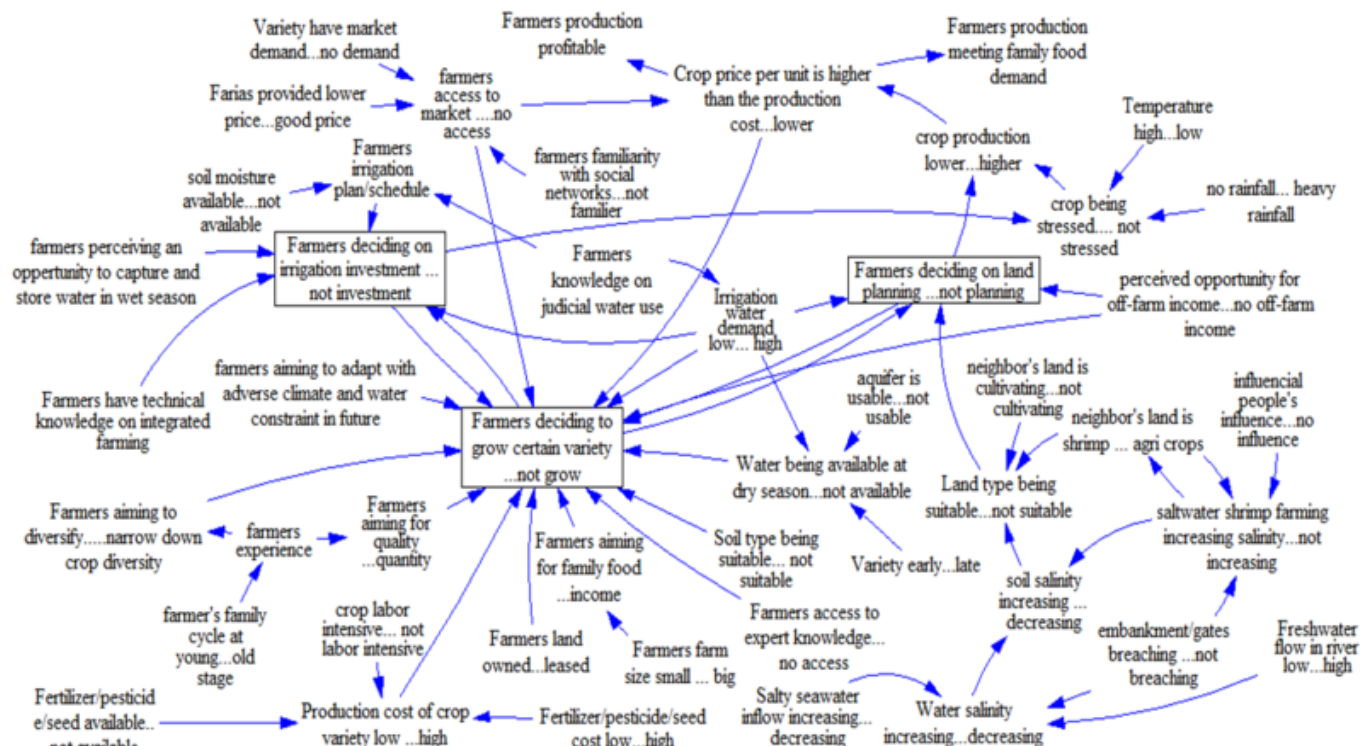 Variety have market
demand...no demand
Farias provided lower
price...good price
farmers
access to
market ....no
access
Farmers production
profitable
Crop price per unit is higher
than the production
cost...lower
Farmers production
meeting family food
demand
Temperature
high...low
crop production
lower...higher
no rainfall... heavy
rainfall
crop being
stressed.... not
stressed
Farmers
irrigation
plan/schedule
soil moisture
available...not
available
farmers familiarity
with social
networks...not
familier
farmers perceiving an
opportunity to capture and
store water in wet season
Farmers deciding on
irrigation investment ...
not investment
Farmers
knowledge on
judicial water use
Irrigation
water
demand
low... high
Farmers deciding on land
planning ...not planning
perceived opportunity for
off-farm income...no off-farm
income
Farmers have technical
knowledge on integrated
farming
farmers aiming to adapt with
adverse climate and water
constraint in future
Farmers deciding to
grow certain variety
...not grow
aquifer is
usable...not
usable
neighbor's land is
cultivating...not
cultivating
neighbor's land is
shrimp ... agri crops
influencial
people's
influence...no
influence
Water being available at
dry season...not available
Land type being
suitable...not suitable
saltwater shrimp farming
increasing salinity...not
increasing
Farmers aiming to
diversify.....narrow down
crop diversity
farmers
experience
Farmers
aiming for
quality
...quantity
Farmers aiming
for family food
...income
Soil type being
suitable... not
suitable
Variety early...late
soil salinity
increasing ...
decreasing
farmer's family
cycle at
young...old
stage
crop labor
intensive... not
labor intensive
Farmers land
owned...leased
Farmers farm
size small ... big
Farmers access to
expert knowledge...
no access
embankment/gates
breaching ...not
breaching
Freshwater
flow in river
low...high
Fertilizer/pesticid
e/seed available..
not available
Production cost of crop
variety low ...high
Fertilizer/pesticide/seed
cost low...high
Salty seawater
inflow increasing...
decreasing
Water salinity
increasing...decreasing